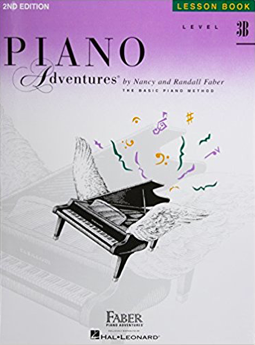 2ND EDITION
LESSON BOOK
LEVEL 3B
PIANO
Adventures®
by Nancy and Randall Faber
THE BASIC PIANO METHOD
FABER
PIANO ADVENTURES
HAL•LEONARD®